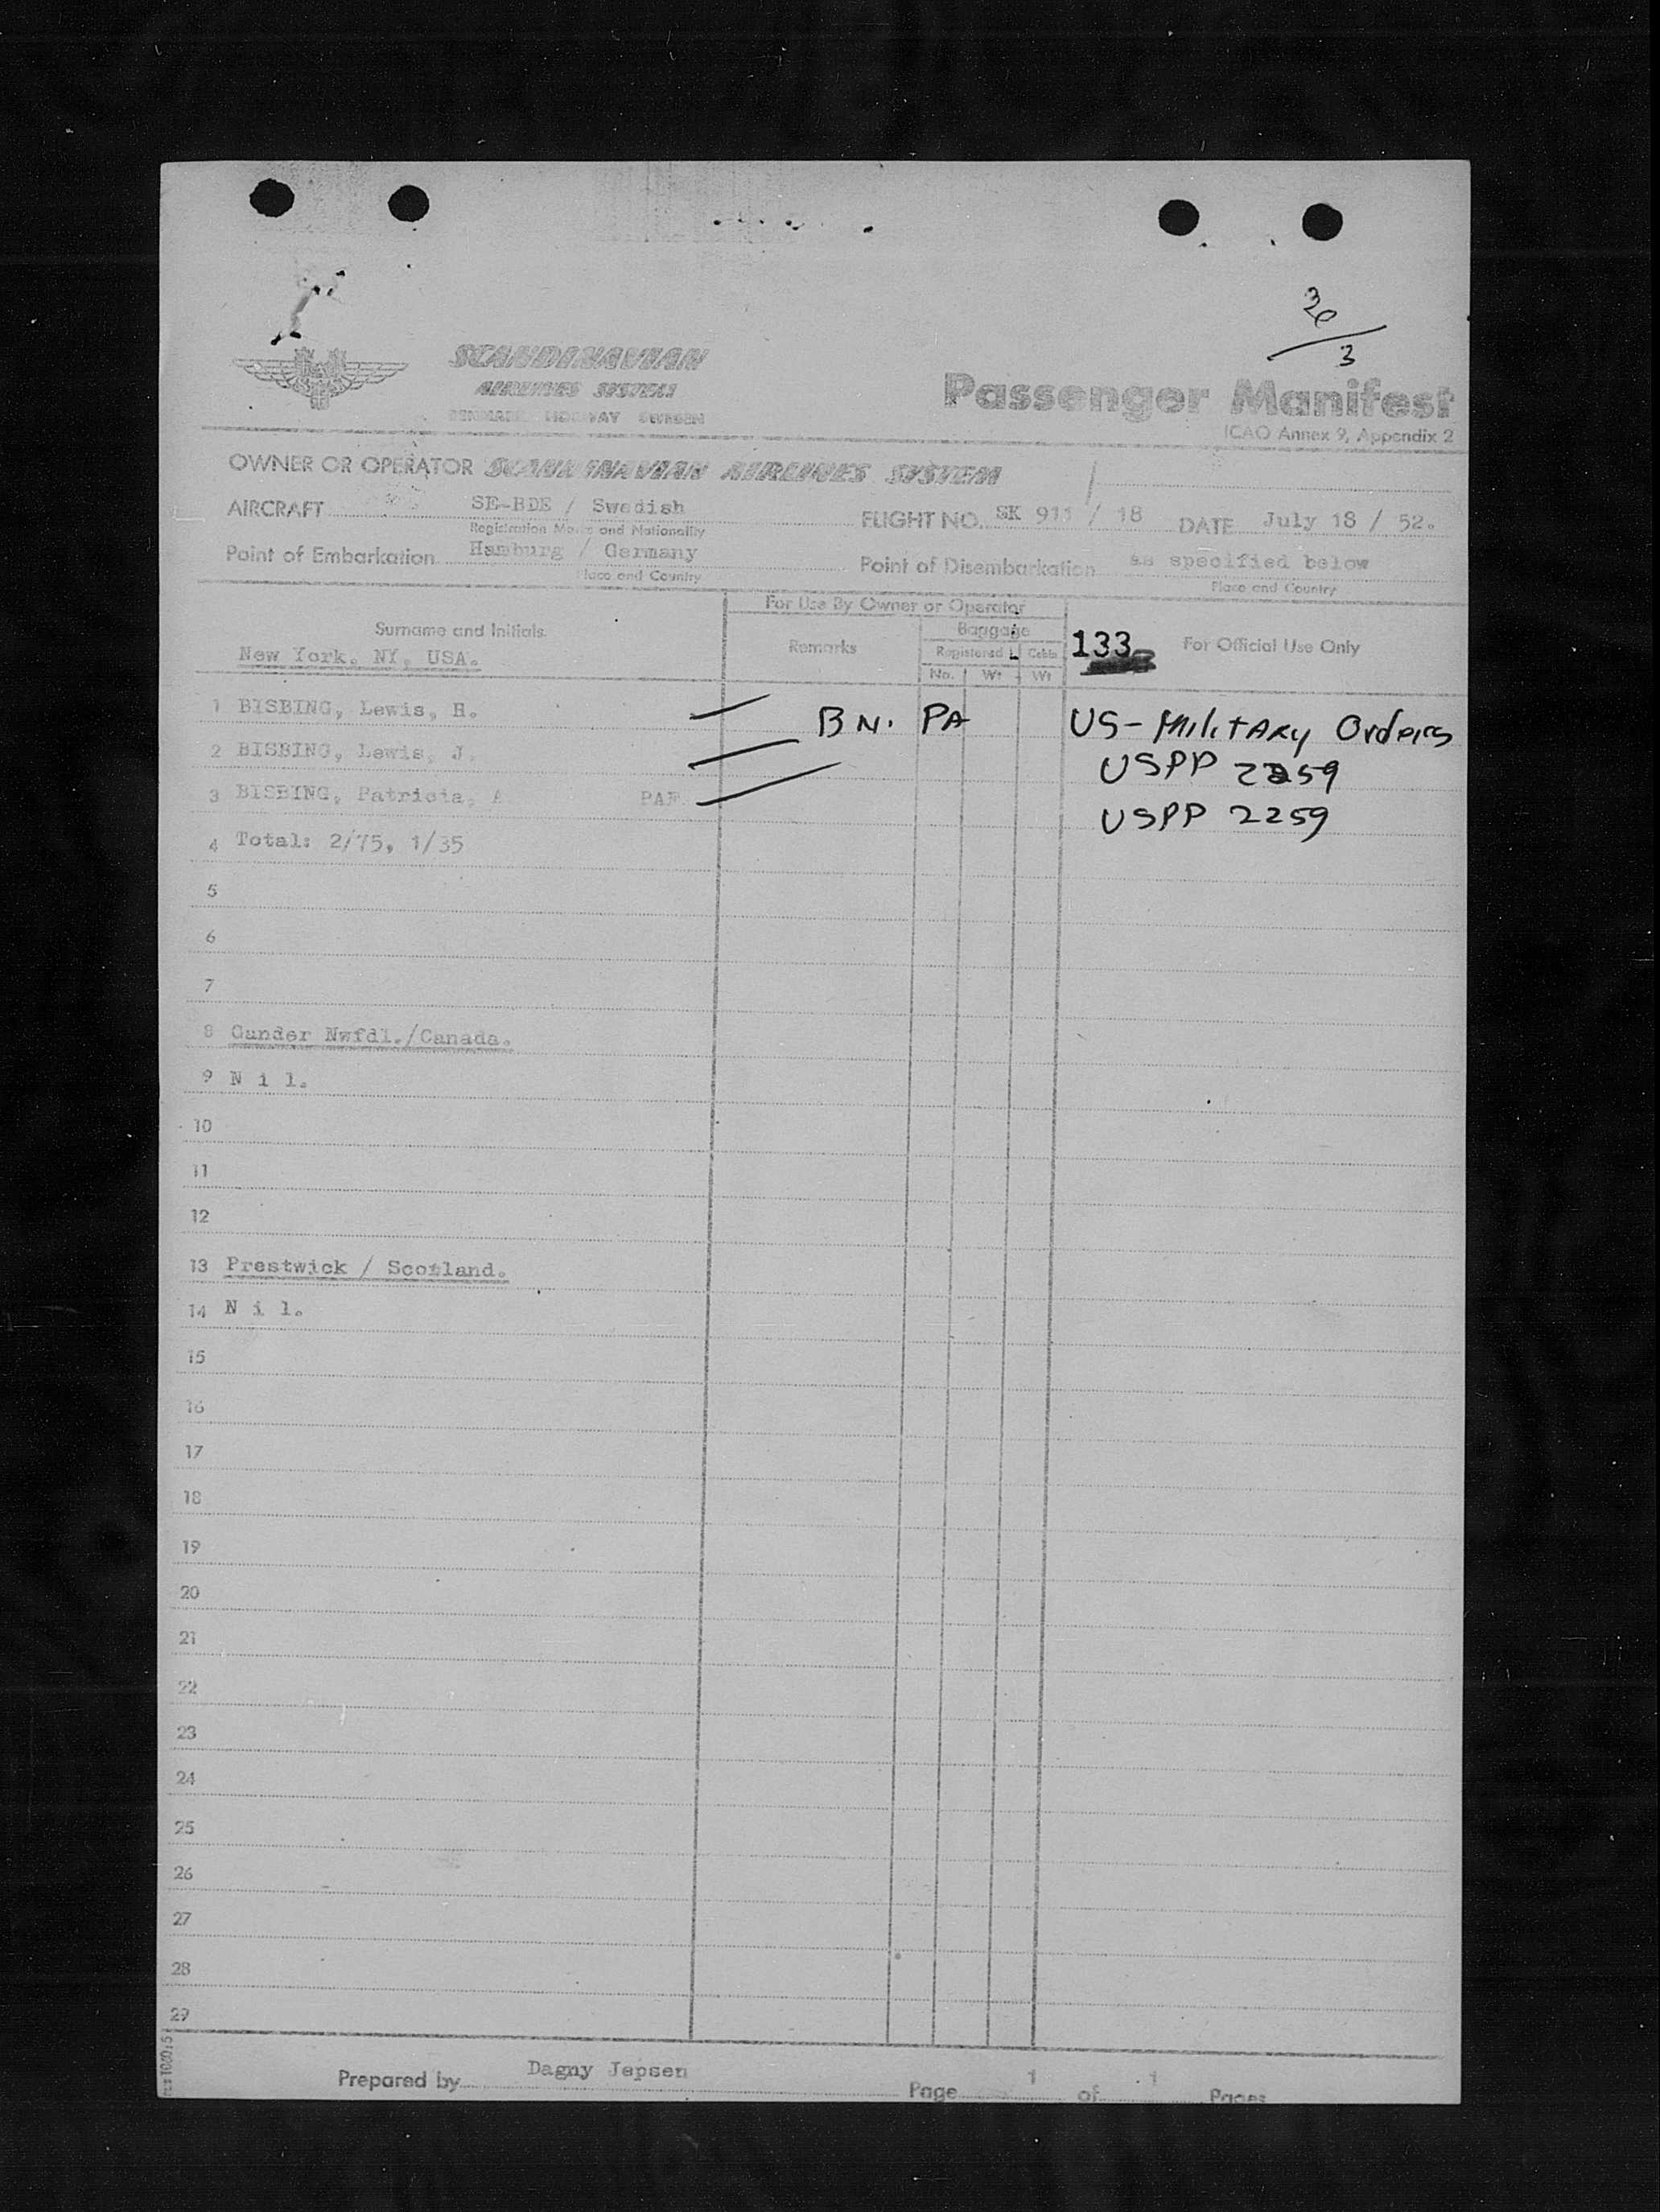 36
3
SCANDINAVIAN
AIRLINES SYSTEM
DENMARK NORWAY SWEDEN
Passenger Manifest
ICAO Annex 9, Appendix 2
OWNER OR OPERATOR SCANDINAVIAN AIRLINES SYSTEM
AIRCRAFT SE-BDE / Swedish FLIGHT NO. SK 911 / 18 DATE July 18 / 52.
Registration Marks and Nationality
Point of Embarkation Hamburg / Germany Point of Disembarkation as specified below
Place and Country Place and Country
For Use By Owner or Operator
Surname and Initials Remarks Baggage 133 For Official Use Only
New York. NY. USA. Registered Cabin
No. Wt Wt
1 BISBING, Lewis, H. BN. PA US-Military Orders
2 BISBING, Lewis, J. USPP 2259
3 BISBING, Patricia, A. PAF. USPP 2259
4 Total: 2/75, 1/35
5
6
7
8 Gander Nwfdl./Canada.
9 N i l.
10
11
12
13 Prestwick / Scotland.
14 N i l.
15
16
17
18
19
20
21
22
23
24
25
26
27
28
29
Prepared by Dagny Jepsen Page 1 of 1 Pages